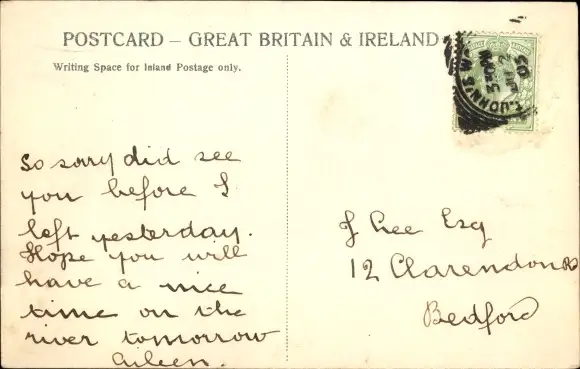 POSTCARD – GREAT BRITAIN & IRELAND
Writing Space for Inland Postage only.
So sorry did see
you before I
left yesterday.
Hope you will
have a nice
time on the
river tomorrow
Aileen.
J Lee Esq
12 Clarendon Rd
Bedford